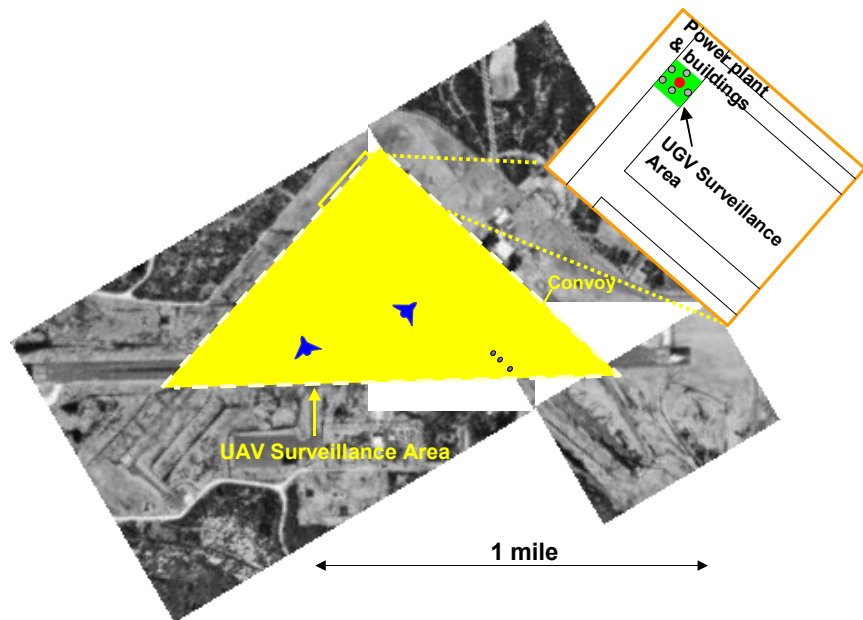 Power plant
& buildings
UGV Surveillance
Area
Convoy
UAV Surveillance Area
1 mile